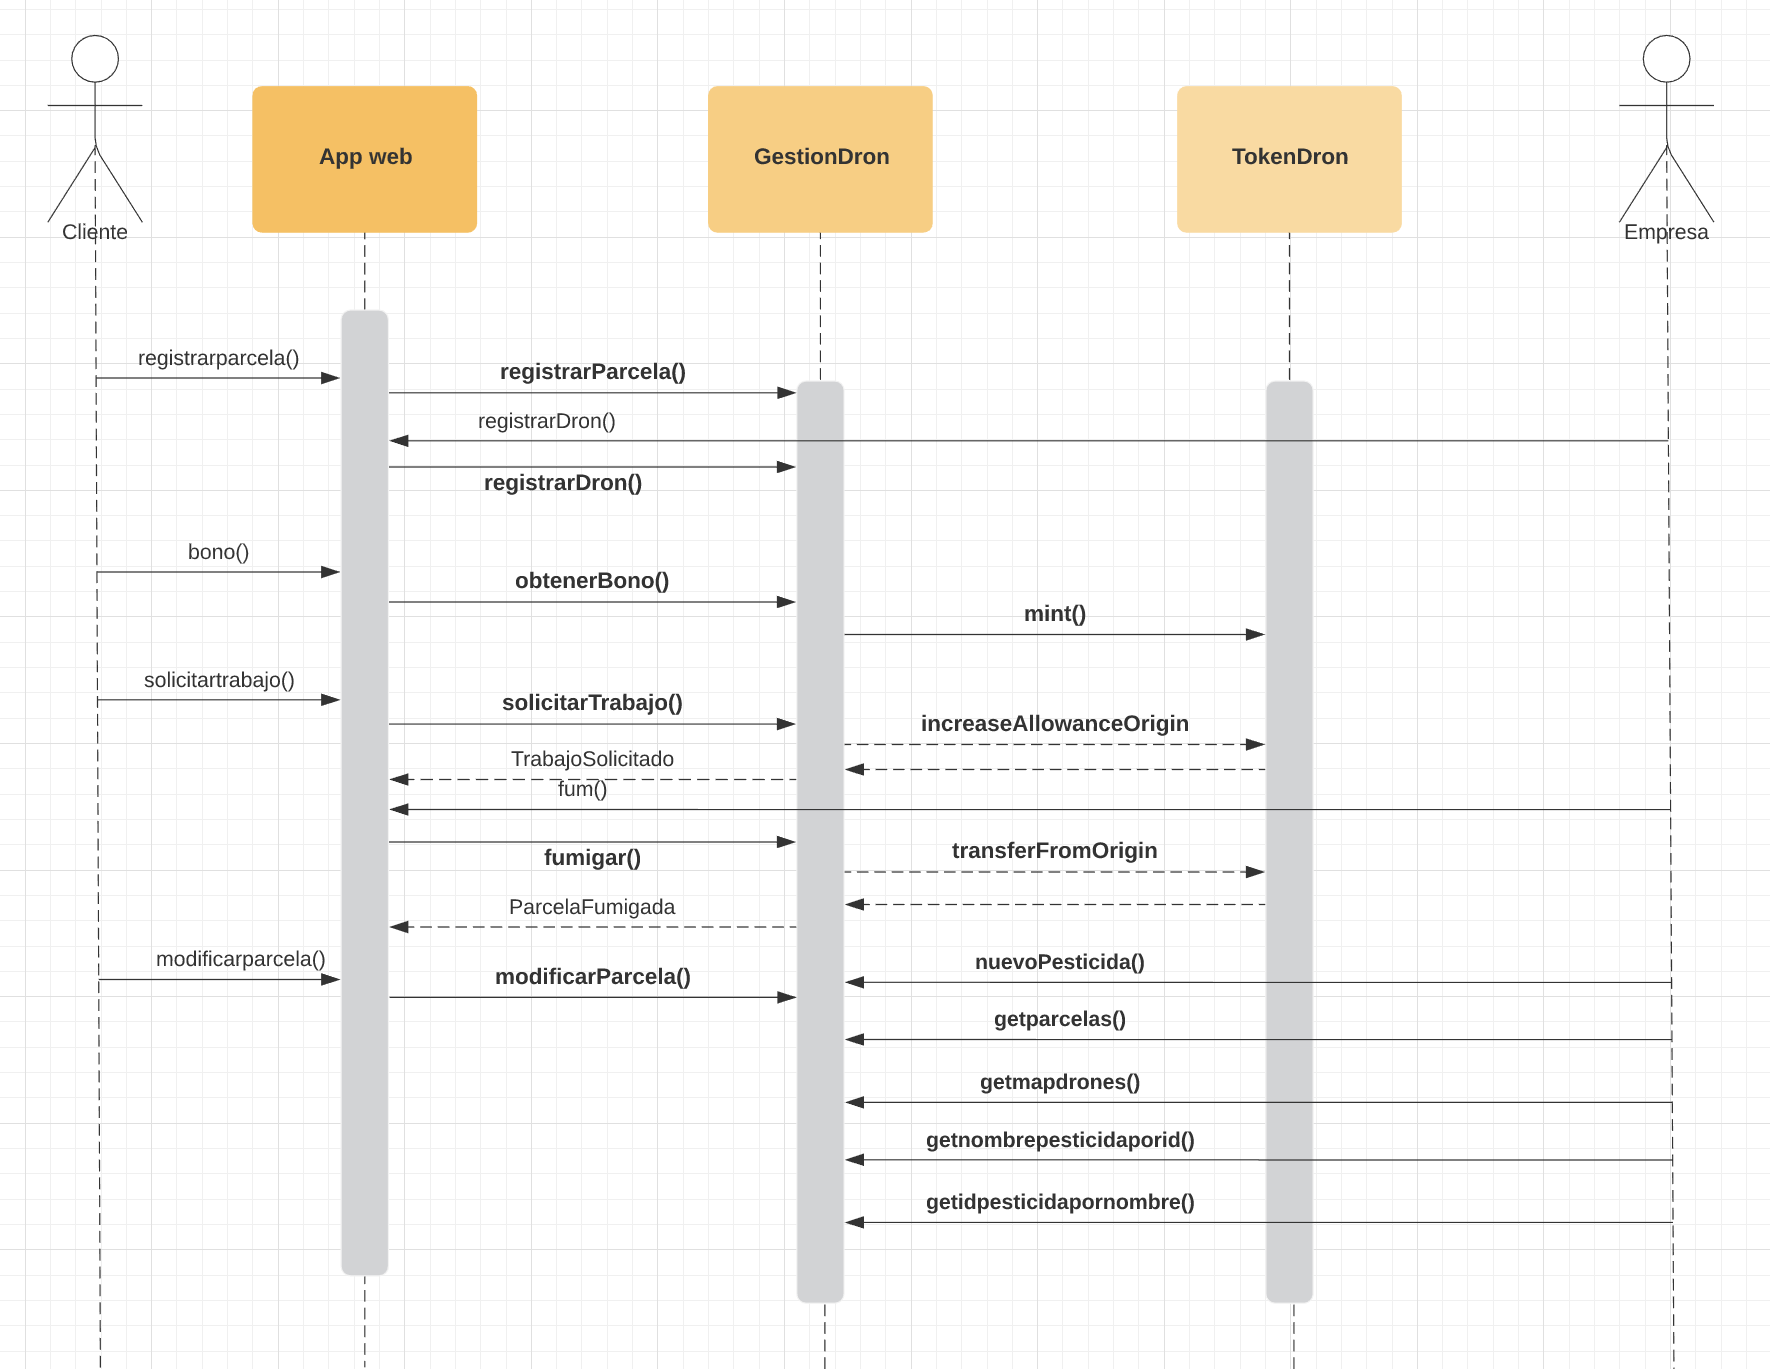 App web
GestionDron
TokenDron
Cliente
Empresa
registrarparcela()
registrarParcela()
registrarDron()
registrarDron()
bono()
obtenerBono()
mint()
solicitartrabajo()
solicitarTrabajo()
increaseAllowanceOrigin
TrabajoSolicitado
fum()
transferFromOrigin
fumigar()
ParcelaFumigada
modificarparcela()
nuevoPesticida()
modificarParcela()
getparcelas()
getmapdrones()
getnombrepesticidaporid()
getidpesticidapornombre()